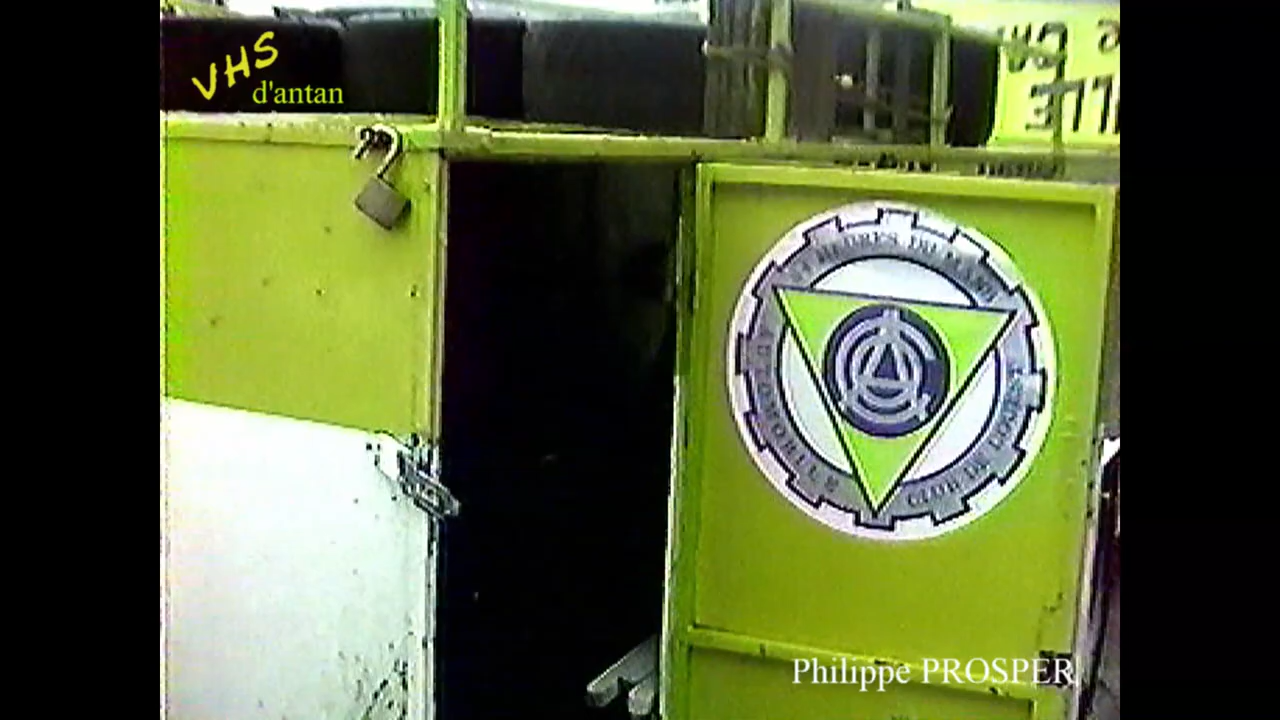 VHS
d'antan
24 HEURES DU MANS
AUTOMOBILE CLUB DE L'OUEST
Philippe PROSPER